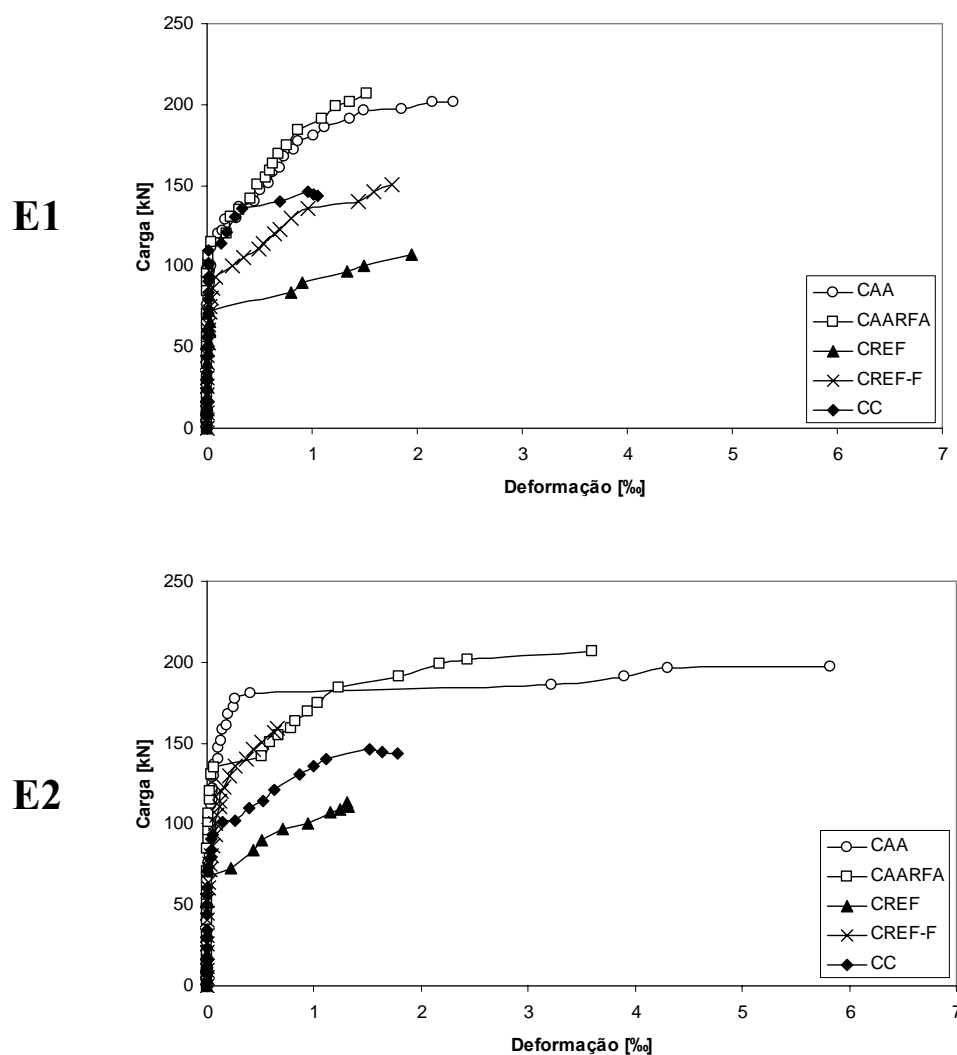 E1
Carga [kN]
250
200
150
100
50
0
0 1 2 3 4 5 6 7
Deformação [‰]
CAA
CAARFA
CREF
CREF-F
CC
E2
Carga [kN]
250
200
150
100
50
0
0 1 2 3 4 5 6 7
Deformação [‰]
CAA
CAARFA
CREF
CREF-F
CC